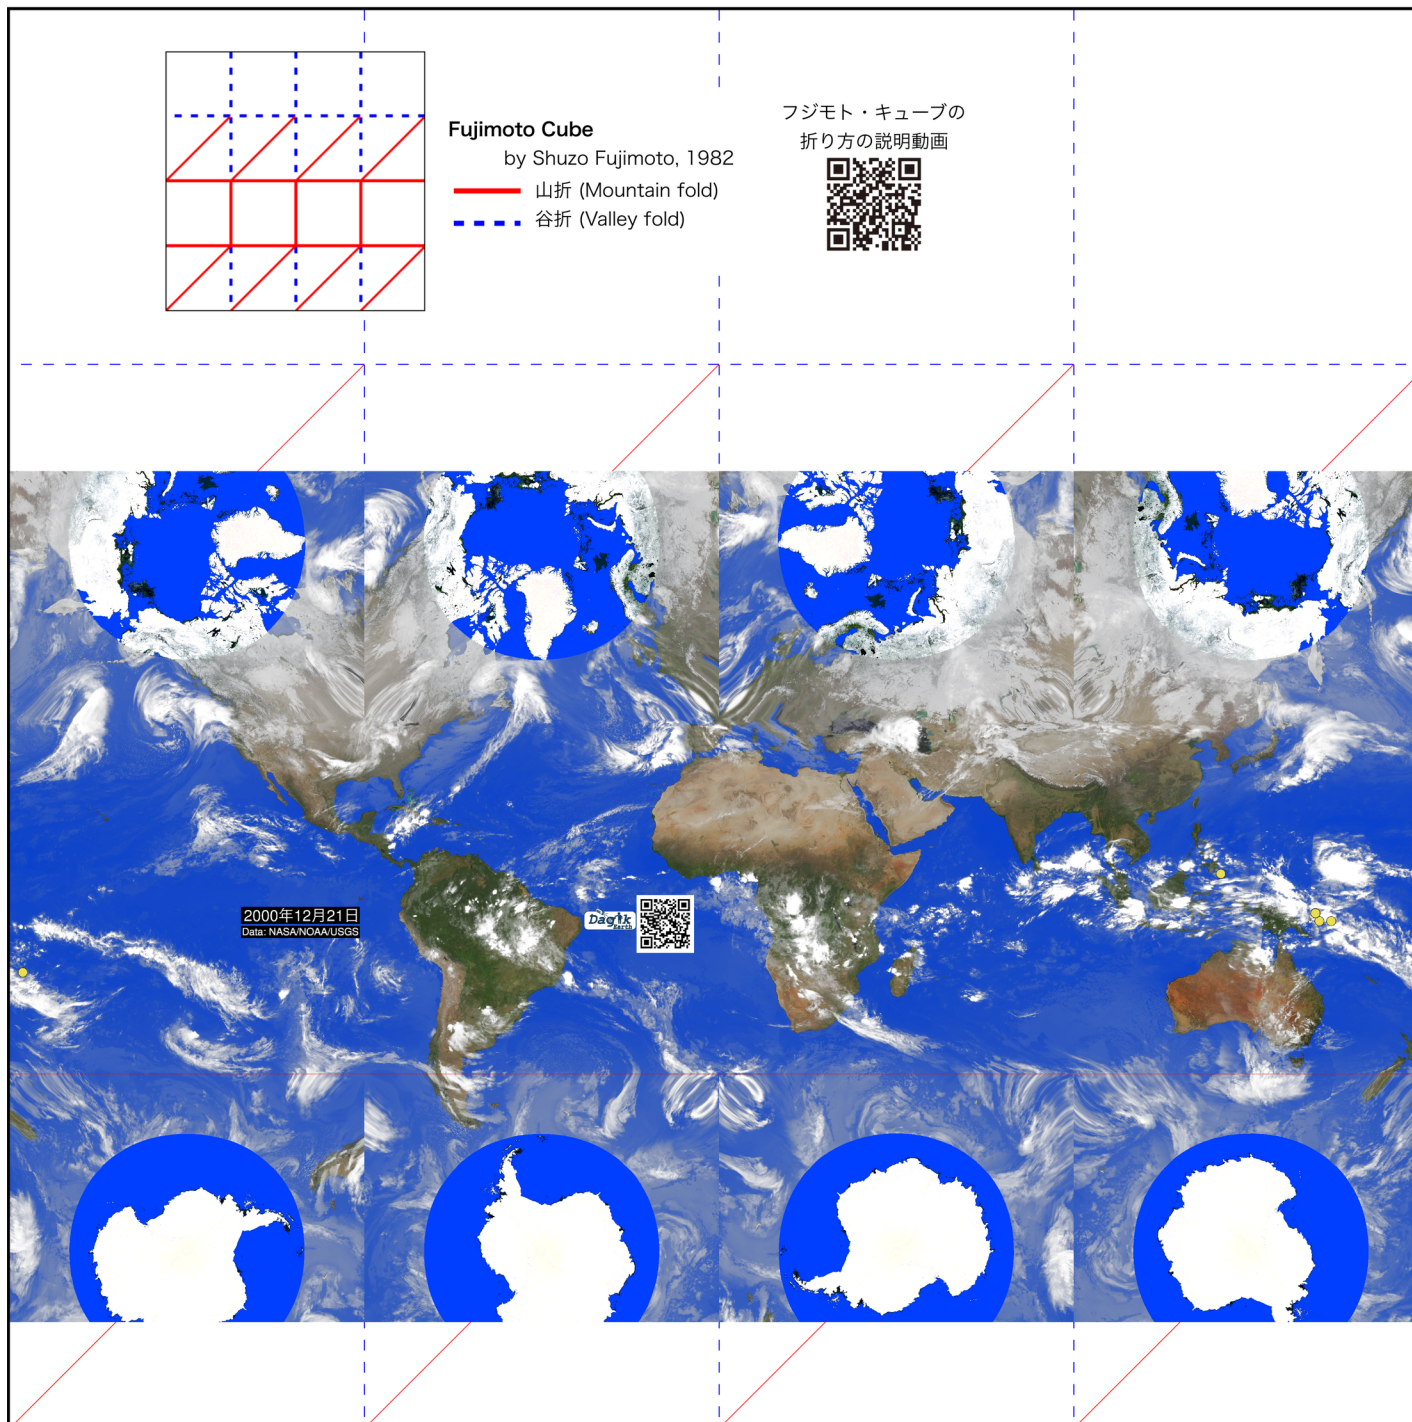 Fujimoto Cube
by Shuzo Fujimoto, 1982
山折 (Mountain fold)
谷折 (Valley fold)
フジモト・キューブの
折り方の説明動画
2000年12月21日
Data: NASA/NOAA/USGS
Dagik
Earth